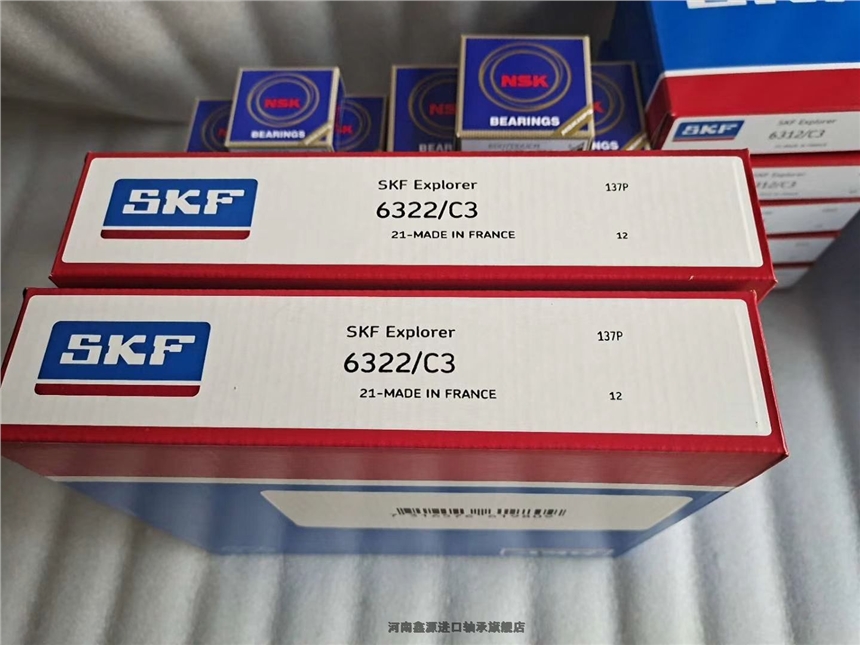 NSK
BEARINGS
NSK
NSK
BEARINGS
SKF
SKF Explorer
6312/C3
SKF
SKF Explorer
137P
6322/C3
21-MADE IN FRANCE
12
SKF
SKF Explorer
137P
6322/C3
21-MADE IN FRANCE
12
河南鑫源进口轴承旗舰店